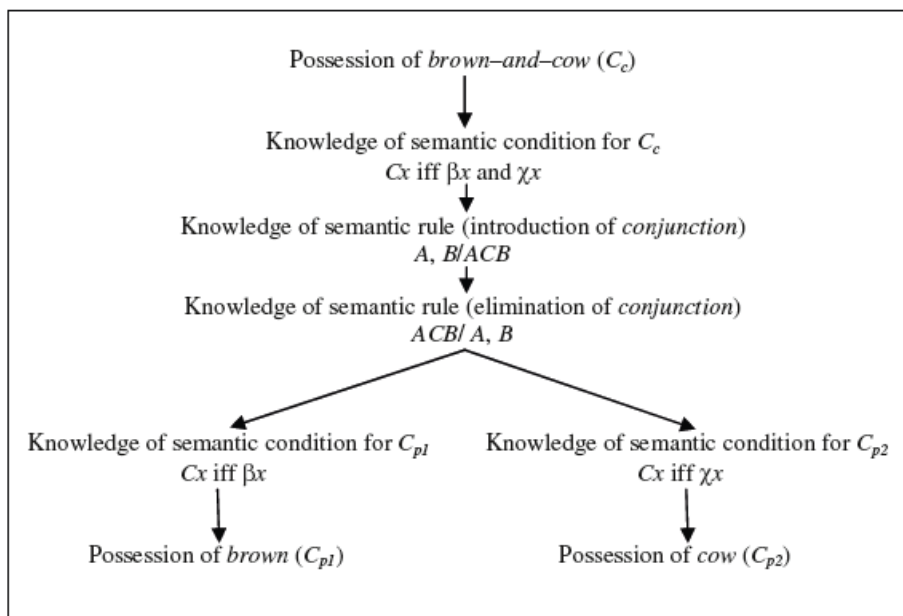 Possession of brown–and–cow (Cc)
Knowledge of semantic condition for Cc
Cx iff βx and χx
Knowledge of semantic rule (introduction of conjunction)
A, B/ACB
Knowledge of semantic rule (elimination of conjunction)
ACB/ A, B
Knowledge of semantic condition for Cp1
Cx iff βx
Possession of brown (Cp1)
Knowledge of semantic condition for Cp2
Cx iff χx
Possession of cow (Cp2)